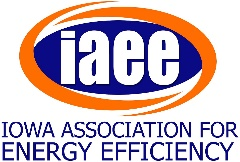 iaee
IOWA ASSOCIATION FOR
ENERGY EFFICIENCY